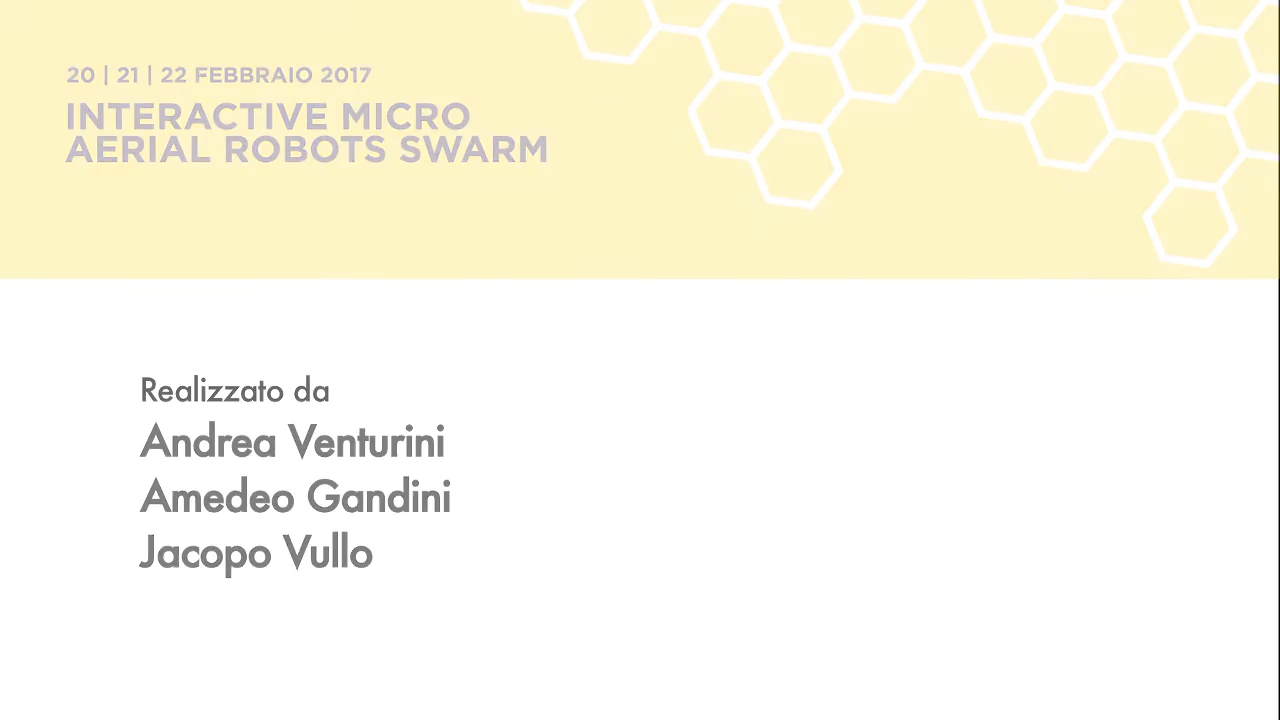 20 | 21 | 22 FEBBRAIO 2017
INTERACTIVE MICRO
AERIAL ROBOTS SWARM
Realizzato da
Andrea Venturini
Amedeo Gandini
Jacopo Vullo